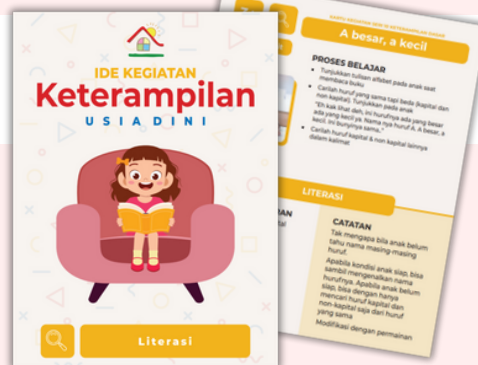 IDE KEGIATAN
Keterampilan
USIA DINI
Literasi
A besar, a kecil
PROSES BELAJAR
Tunjukkan tulisan alfabet pada anak saat
membaca buku
Carilah huruf yang sama tapi beda (kapital dan
non kapital). Tunjukkan pada anak
"Eh kak lihat deh, ini hurufnya ada yang besar
ada yang kecil ya. Nama nya huruf A. A besar, a
kecil. Ini bunyinya sama,"
Carilah huruf kapital & non kapital lainnya
dalam kalimat
LITERASI
CATATAN
Tak mengapa bila anak belum
tahu nama masing-masing
huruf.
Apabila kondisi anak siap, bisa
sambil mengenalkan nama
hurufnya. Apabila anak belum
siap, bisa dengan hanya
mencari huruf kapital dan
non-kapital saja dari huruf
yang sama
Modifikasi dengan permainan